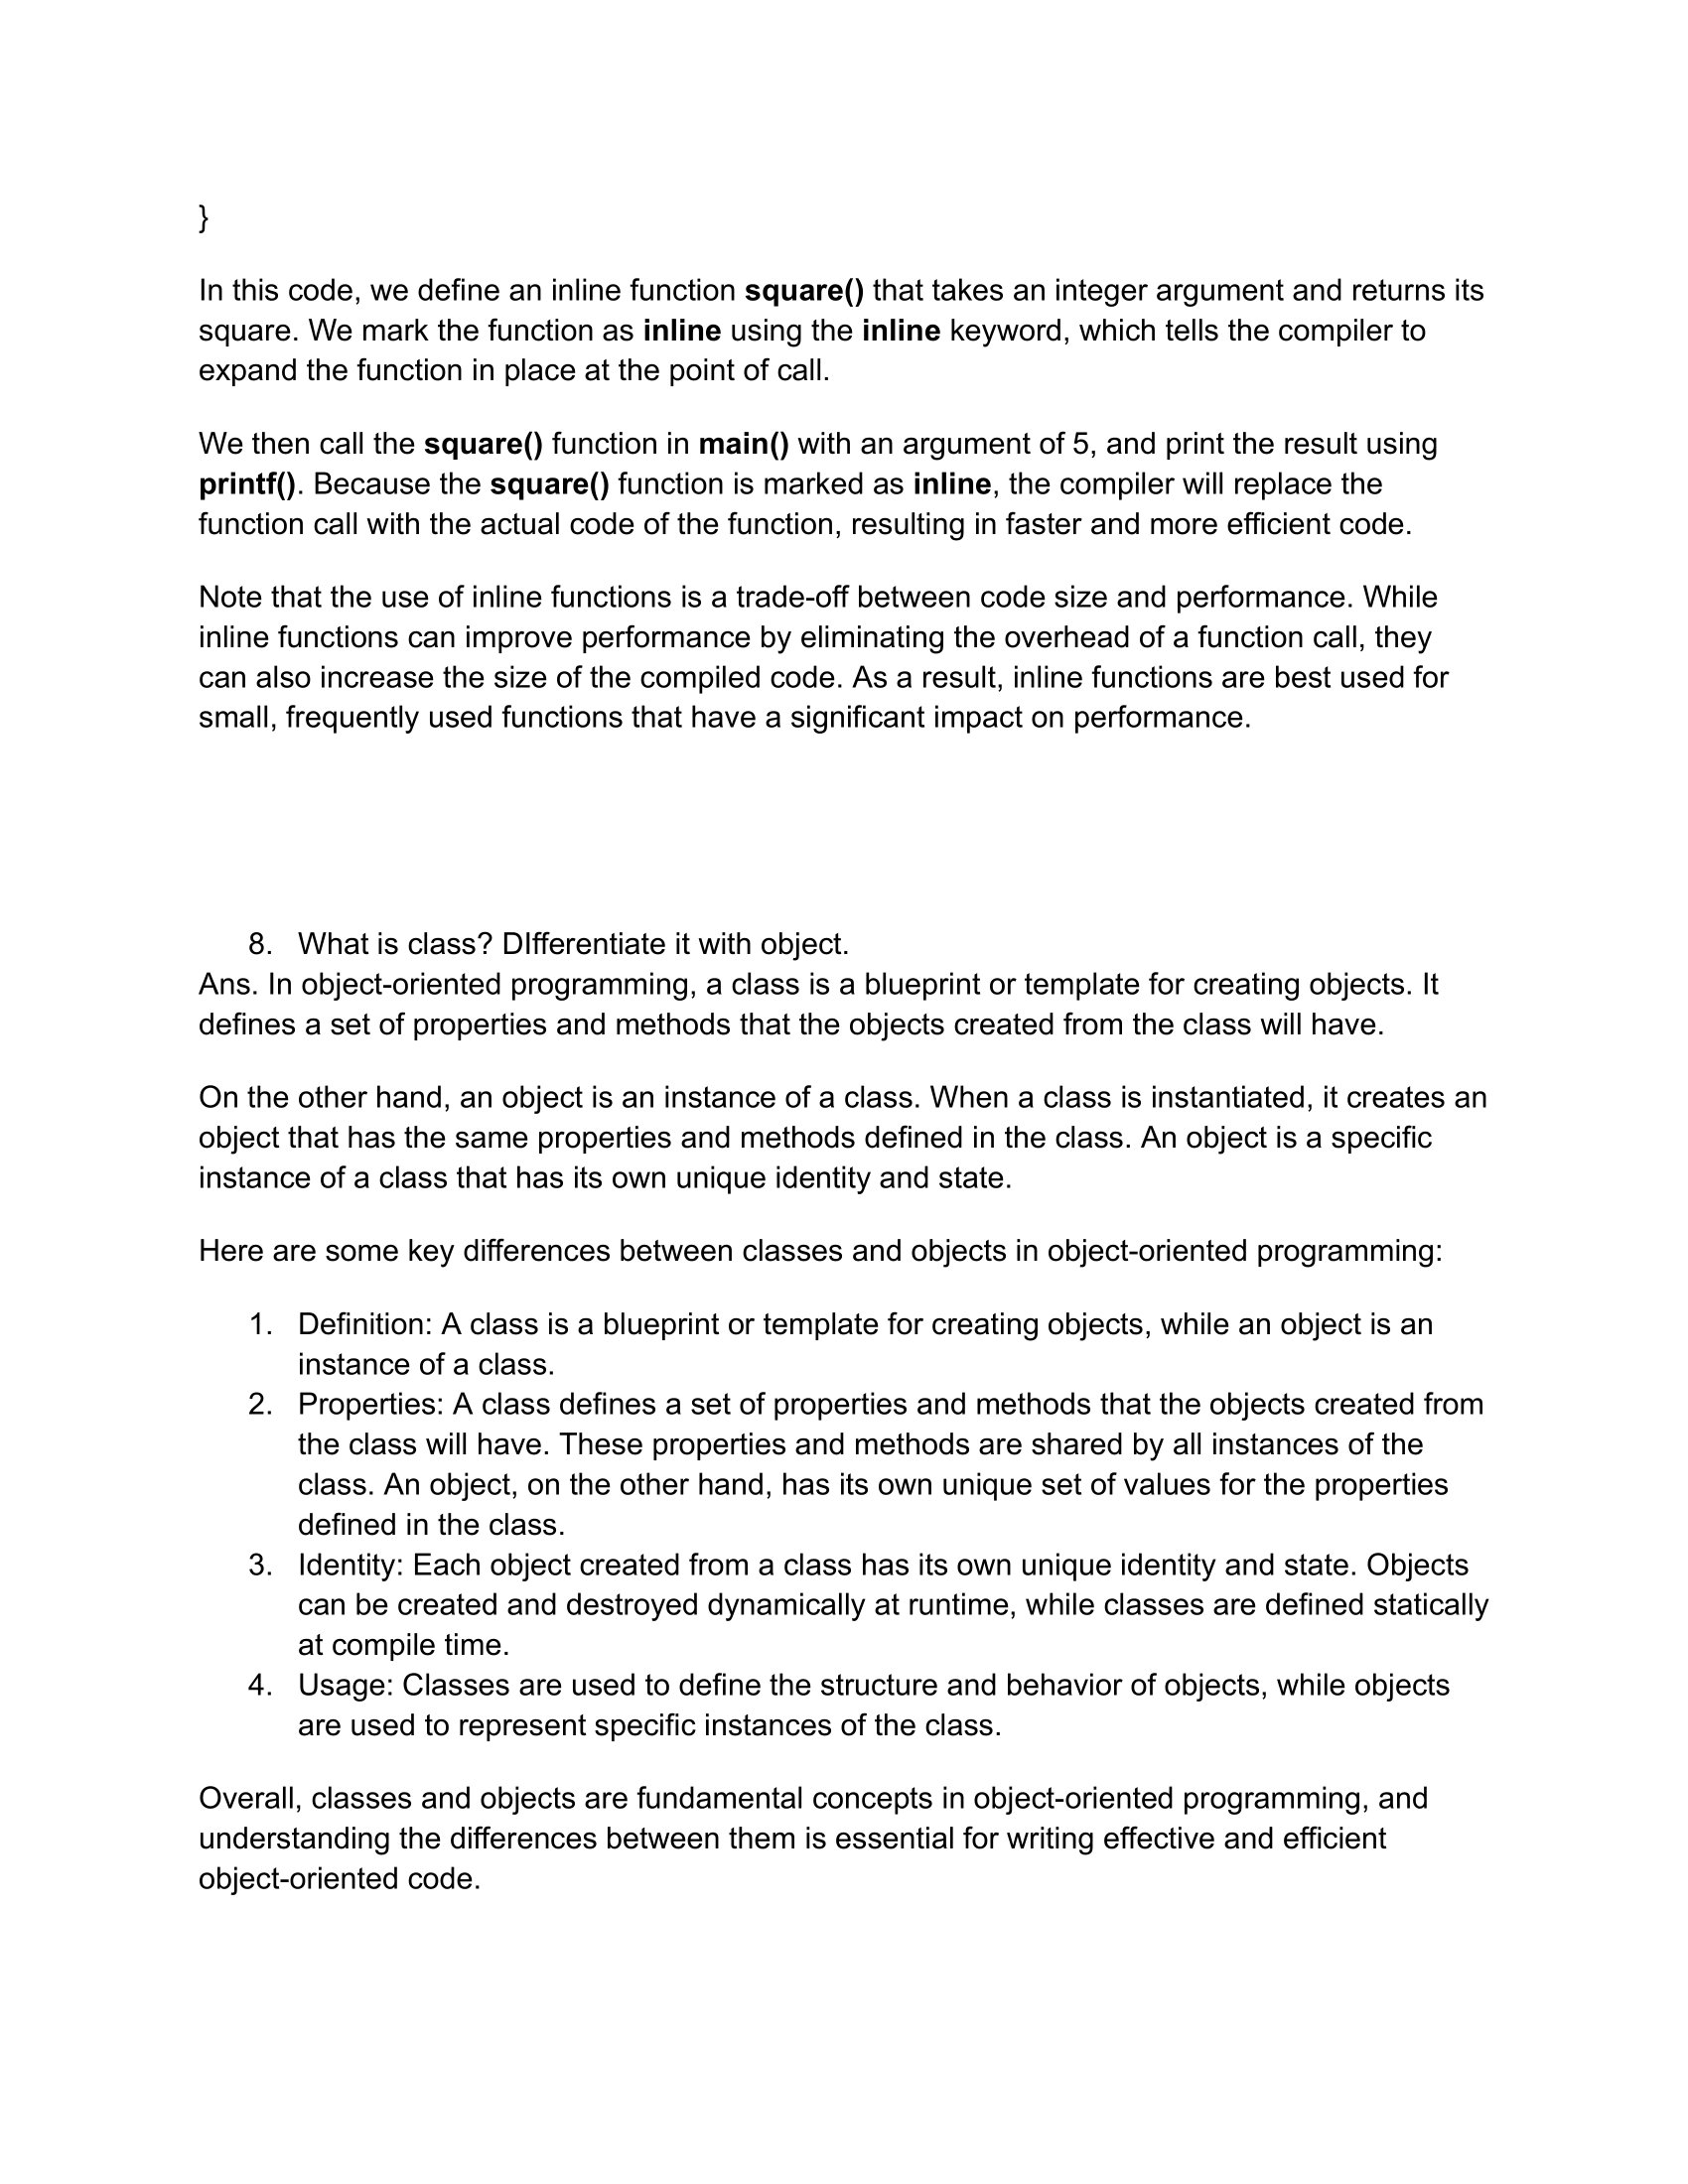 }
In this code, we define an inline function square() that takes an integer argument and returns its
square. We mark the function as inline using the inline keyword, which tells the compiler to
expand the function in place at the point of call.
We then call the square() function in main() with an argument of 5, and print the result using
printf(). Because the square() function is marked as inline, the compiler will replace the
function call with the actual code of the function, resulting in faster and more efficient code.
Note that the use of inline functions is a trade-off between code size and performance. While
inline functions can improve performance by eliminating the overhead of a function call, they
can also increase the size of the compiled code. As a result, inline functions are best used for
small, frequently used functions that have a significant impact on performance.
8. What is class? DIfferentiate it with object.
Ans. In object-oriented programming, a class is a blueprint or template for creating objects. It
defines a set of properties and methods that the objects created from the class will have.
On the other hand, an object is an instance of a class. When a class is instantiated, it creates an
object that has the same properties and methods defined in the class. An object is a specific
instance of a class that has its own unique identity and state.
Here are some key differences between classes and objects in object-oriented programming:
1. Definition: A class is a blueprint or template for creating objects, while an object is an
instance of a class.
2. Properties: A class defines a set of properties and methods that the objects created from
the class will have. These properties and methods are shared by all instances of the
class. An object, on the other hand, has its own unique set of values for the properties
defined in the class.
3. Identity: Each object created from a class has its own unique identity and state. Objects
can be created and destroyed dynamically at runtime, while classes are defined statically
at compile time.
4. Usage: Classes are used to define the structure and behavior of objects, while objects
are used to represent specific instances of the class.
Overall, classes and objects are fundamental concepts in object-oriented programming, and
understanding the differences between them is essential for writing effective and efficient
object-oriented code.